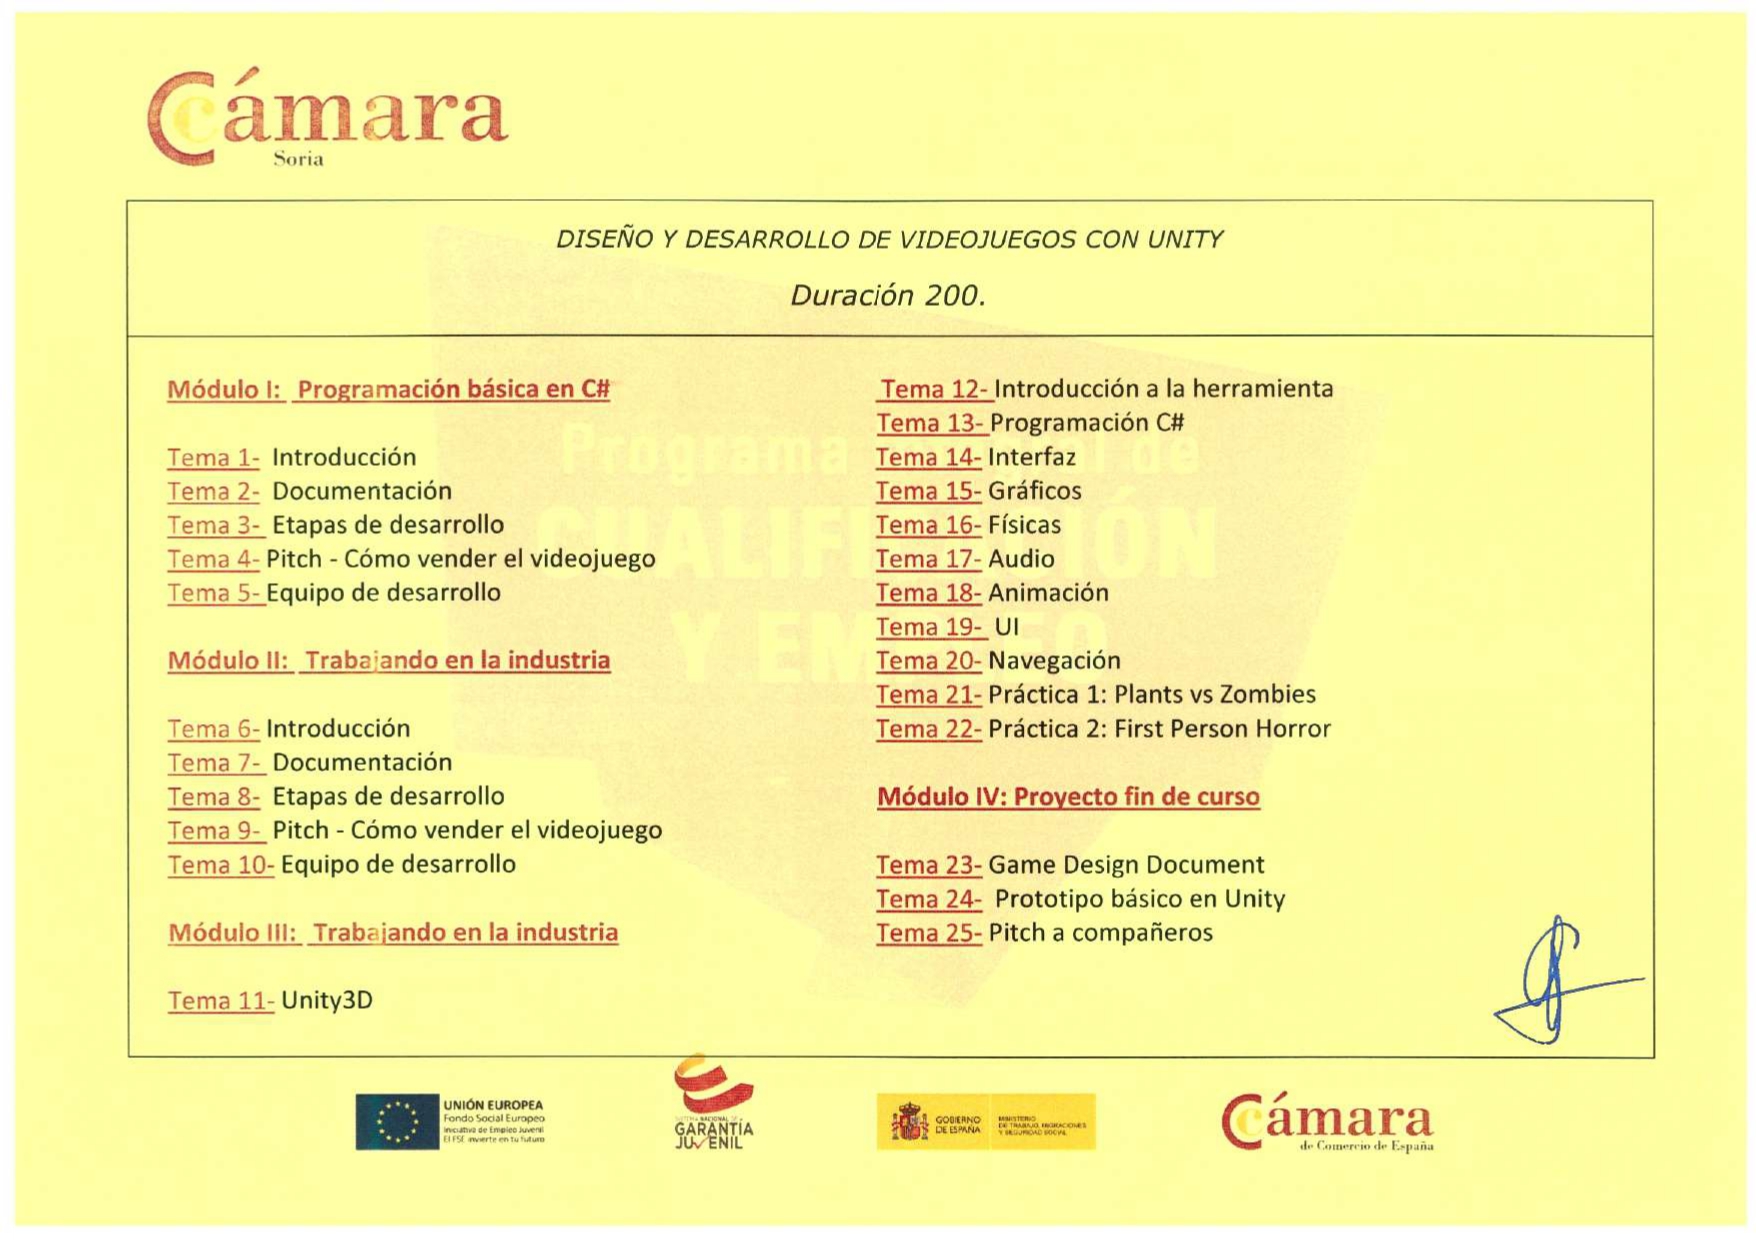 Cámara
Soria
DISEÑO Y DESARROLLO DE VIDEOJUEGOS CON UNITY
Duración 200.
Módulo I: Programación básica en C#
Tema 1- Introducción
Tema 2- Documentación
Tema 3- Etapas de desarrollo
Tema 4- Pitch - Cómo vender el videojuego
Tema 5- Equipo de desarrollo
Módulo II: Trabajando en la industria
Tema 6- Introducción
Tema 7- Documentación
Tema 8- Etapas de desarrollo
Tema 9- Pitch - Cómo vender el videojuego
Tema 10- Equipo de desarrollo
Módulo III: Trabajando en la industria
Tema 11- Unity3D
Tema 12- Introducción a la herramienta
Tema 13- Programación C#
Tema 14- Interfaz
Tema 15- Gráficos
Tema 16- Físicas
Tema 17- Audio
Tema 18- Animación
Tema 19- UI
Tema 20- Navegación
Tema 21- Práctica 1: Plants vs Zombies
Tema 22- Práctica 2: First Person Horror
Módulo IV: Proyecto fin de curso
Tema 23- Game Design Document
Tema 24- Prototipo básico en Unity
Tema 25- Pitch a compañeros
Programa de
CUALIFICACIÓN
Y EMPLEO
UNIÓN EUROPEA
Fondo Social Europeo
Iniciativa de Empleo Juvenil
El FSE invierte en tu futuro
SISTEMA NACIONAL DE
GARANTÍA
JUVENIL
GOBIERNO
DE ESPAÑA
MINISTERIO
DE TRABAJO, MIGRACIONES
Y SEGURIDAD SOCIAL
Cámara
de Comercio de España